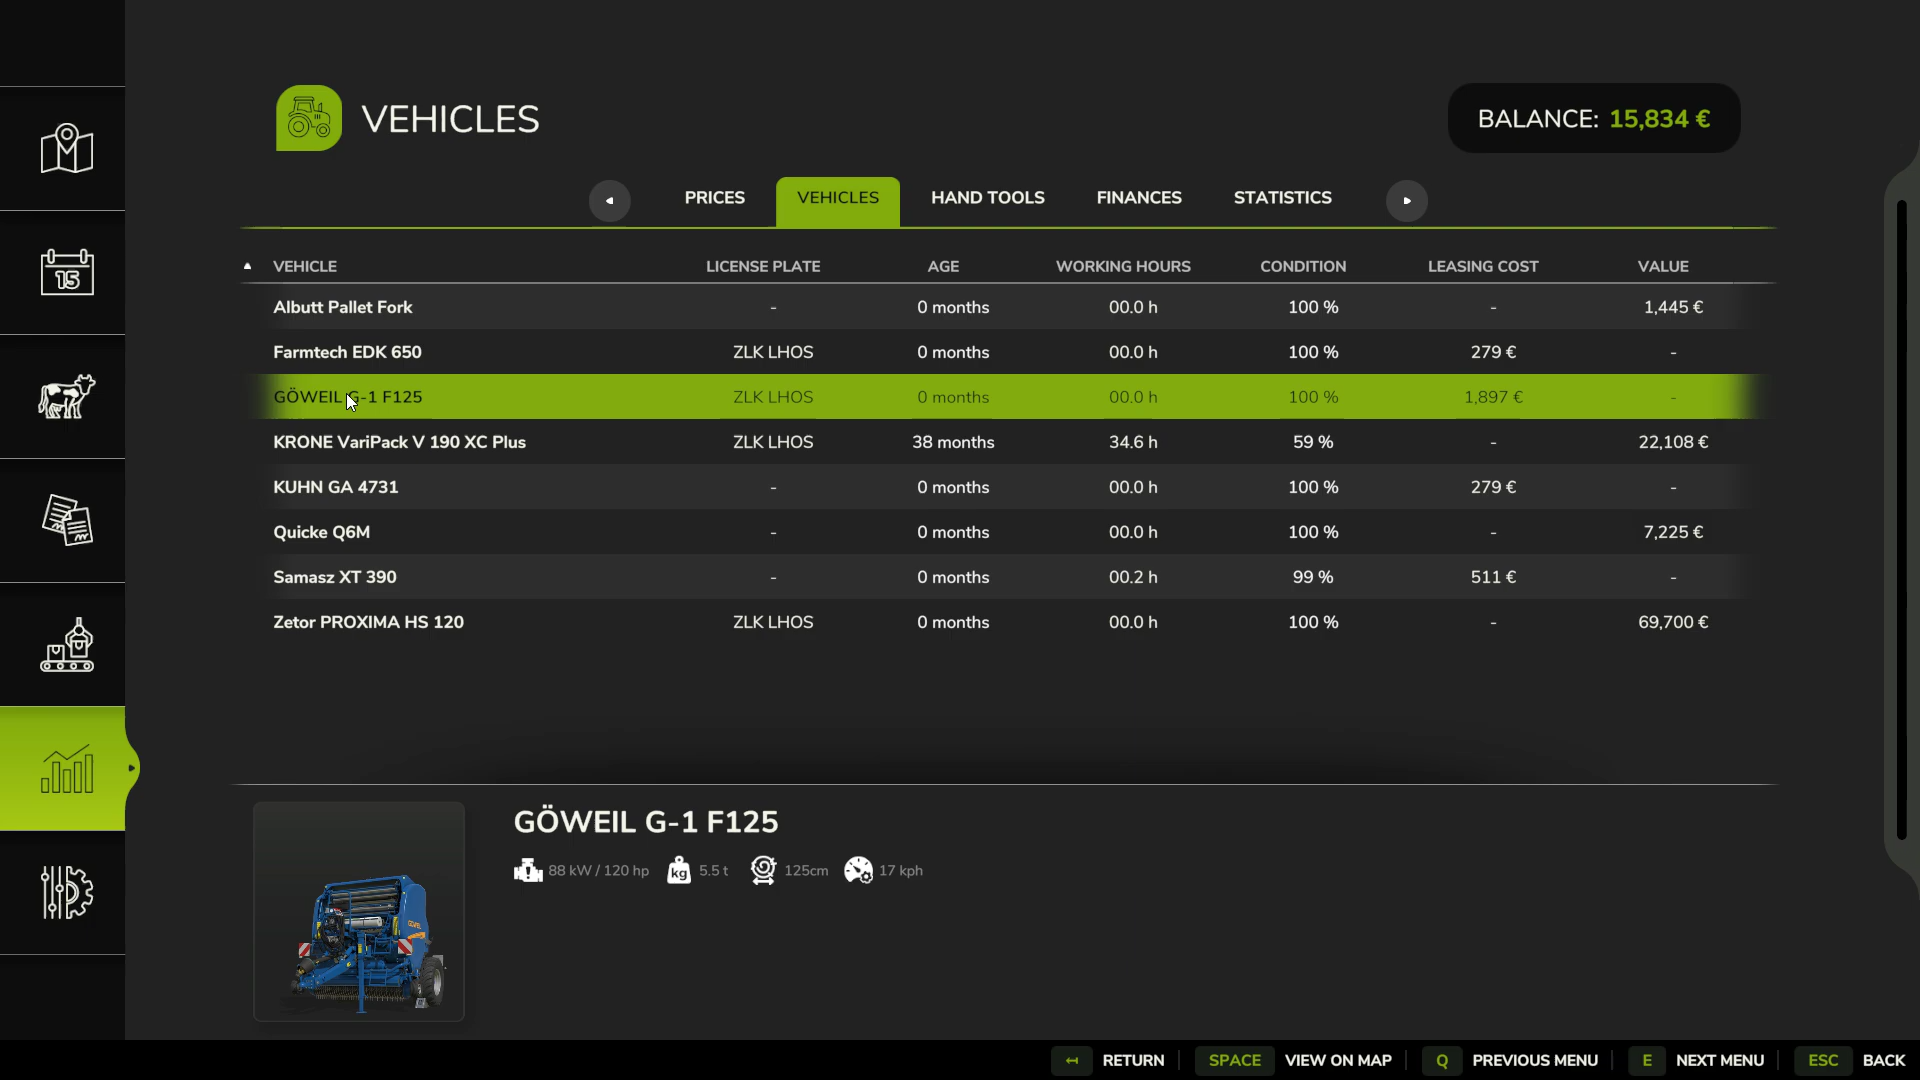 VEHICLES
BALANCE: 15,834 €
PRICES VEHICLES HAND TOOLS FINANCES STATISTICS
VEHICLE LICENSE PLATE AGE WORKING HOURS CONDITION LEASING COST VALUE
Albutt Pallet Fork - 0 months 00.0 h 100 % - 1,445 €
Farmtech EDK 650 ZLK LHOS 0 months 00.0 h 100 % 279 € -
GÖWEIL G-1 F125 ZLK LHOS 0 months 00.0 h 100 % 1,897 € -
KRONE VariPack V 190 XC Plus ZLK LHOS 38 months 34.6 h 59 % - 22,108 €
KUHN GA 4731 - 0 months 00.0 h 100 % 279 € -
Quicke Q6M - 0 months 00.0 h 100 % - 7,225 €
Samasz XT 390 - 0 months 00.2 h 99 % 511 € -
Zetor PROXIMA HS 120 ZLK LHOS 0 months 00.0 h 100 % - 69,700 €
15
GÖWEIL G-1 F125
kg
88 kW / 120 hp 5.5 t 125cm 17 kph
RETURN SPACE VIEW ON MAP Q PREVIOUS MENU E NEXT MENU ESC BACK